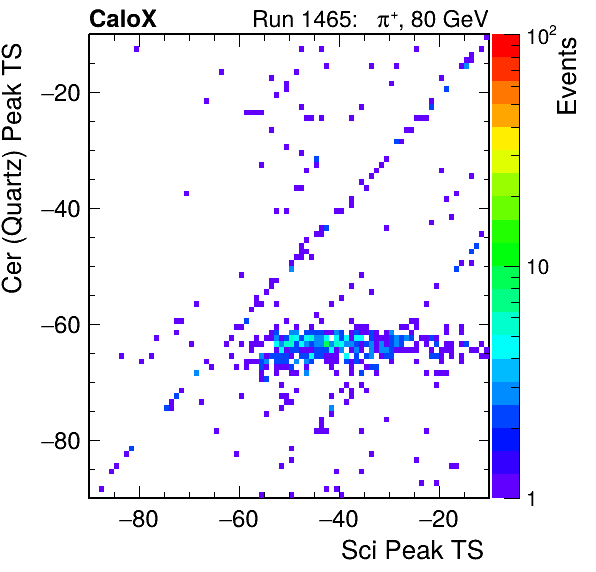 CaloX Run 1465: π⁺, 80 GeV
Cer (Quartz) Peak TS
−20
−40
−60
−80
−80 −60 −40 −20
Sci Peak TS
10²
10
1
Events